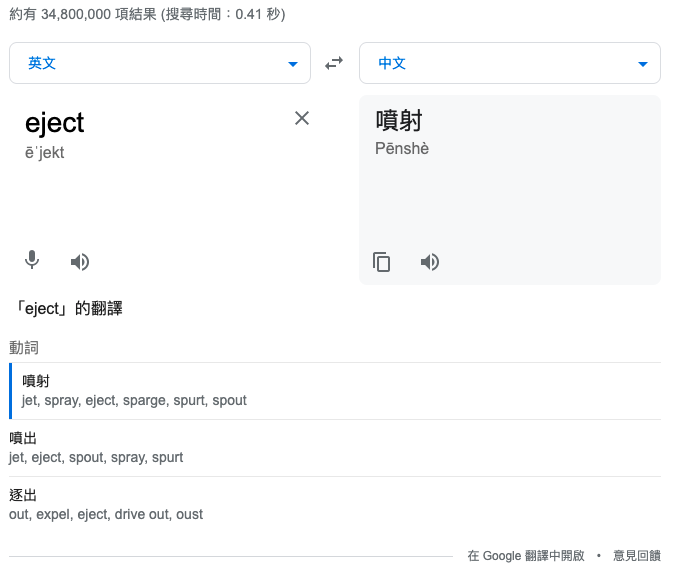 約有 34,800,000 項結果 (搜尋時間：0.41 秒)
英文
中文
eject
ēˈjekt
噴射
Pēnshè
「eject」的翻譯
動詞
噴射
jet, spray, eject, sparge, spurt, spout
噴出
jet, eject, spout, spray, spurt
逐出
out, expel, eject, drive out, oust
在 Google 翻譯中開啟 • 意見回饋